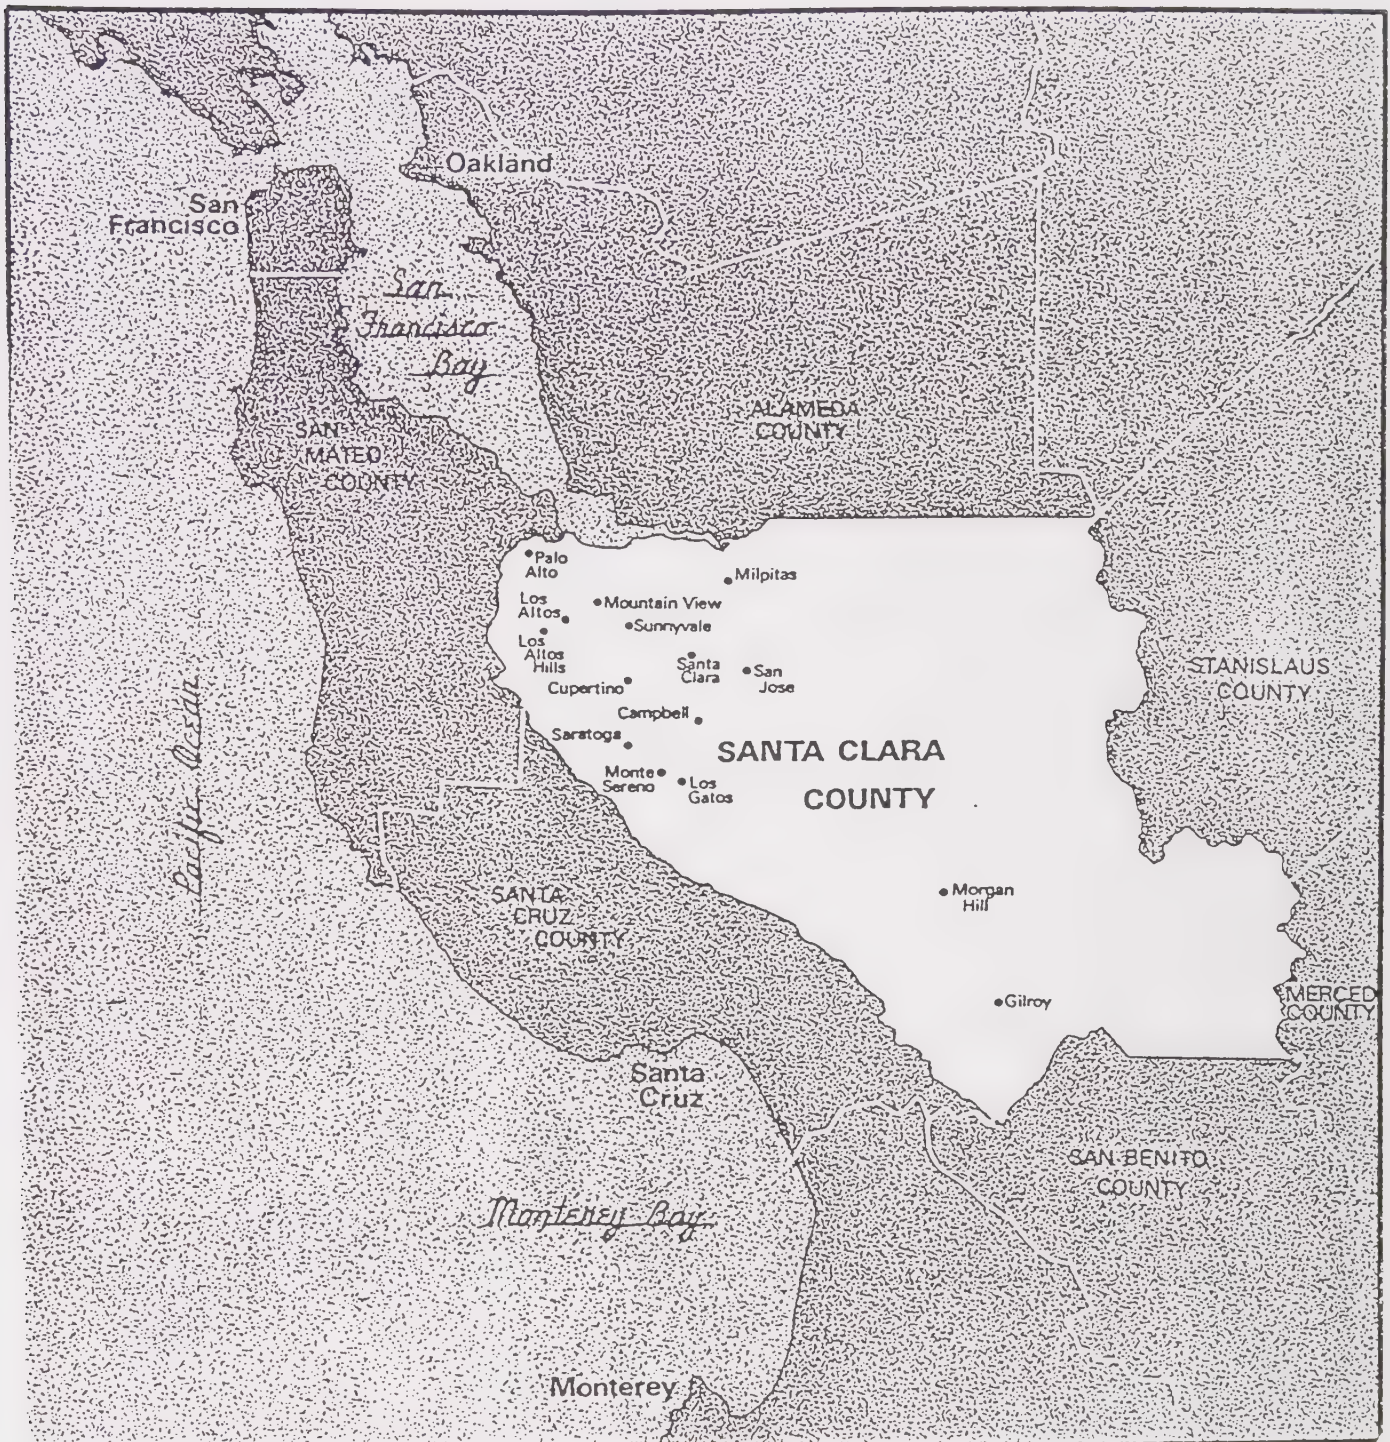 Oakland
San
Francisco
San
Francisco
Bay
ALAMEDA
COUNTY
SAN
MATEO
COUNTY
Palo
Alto
Milpitas
Los
Altos
Mountain View
Sunnyvale
Los
Altos
Hills
Santa
Clara
San
Jose
Cupertino
STANISLAUS
COUNTY
Campbell
Saratoga
SANTA CLARA
COUNTY
Monte
Sereno
Los
Gatos
Pacific Ocean
Morgan
Hill
SANTA
CRUZ
COUNTY
Gilroy
MERCED
COUNTY
Santa
Cruz
SAN BENITO
COUNTY
Monterey Bay
Monterey